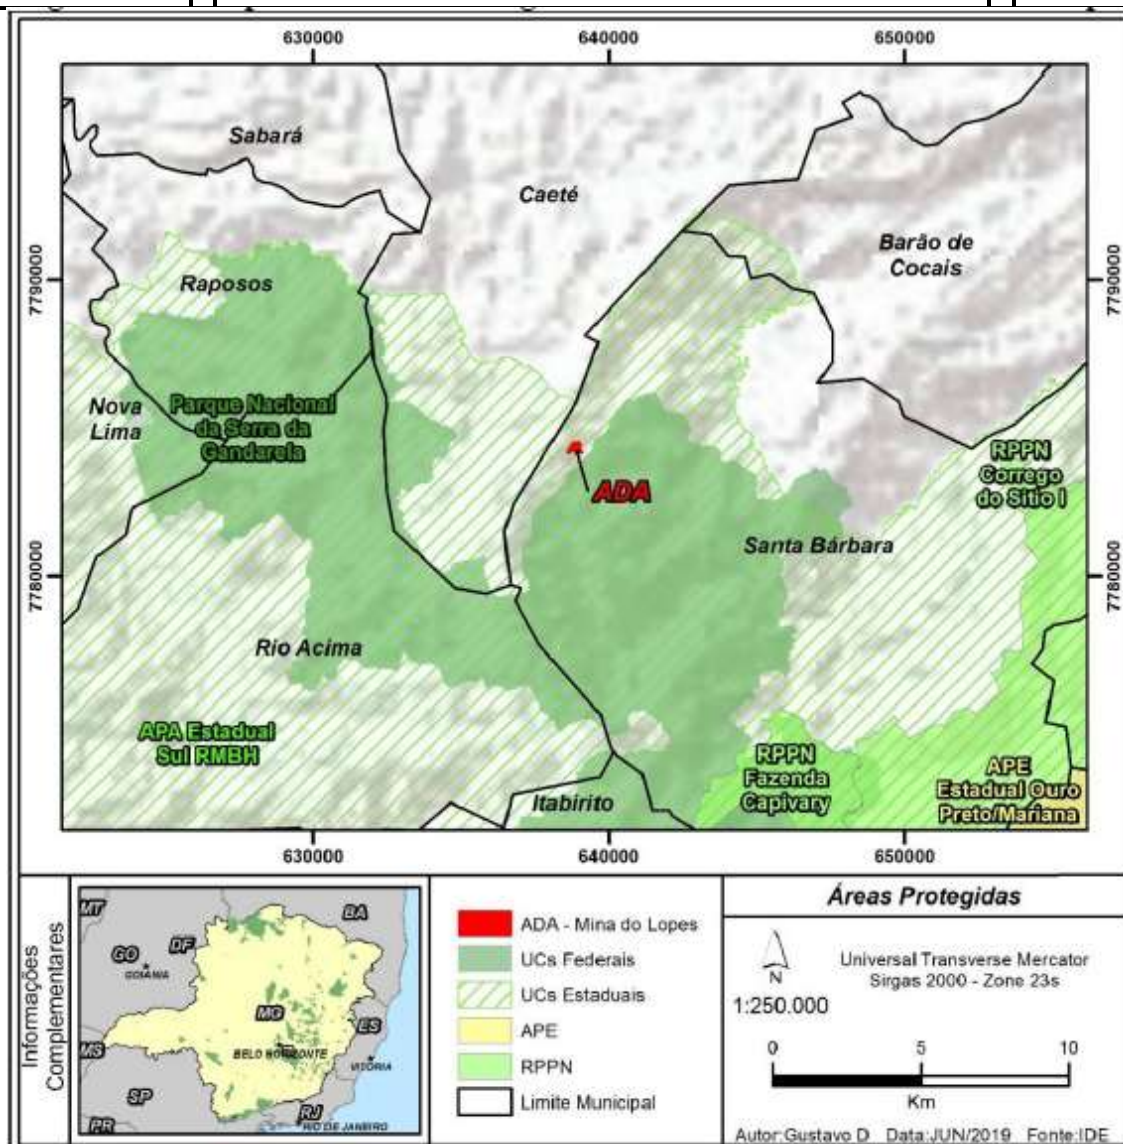 630000
640000
650000
Sabará
Caeté
Barão de
Cocais
7790000
7790000
Raposos
Nova
Lima
Parque Nacional
da Serra da
Gandarela
RPPN
Corrego
do Sitio I
ADA
Santa Bárbara
7780000
7780000
Rio Acima
APA Estadual
Sul RMBH
RPPN
Fazenda
Capivary
APE
Estadual Ouro
Preto/Mariana
Itabirito
630000
640000
650000
Informações
Complementares
MT
BA
GO
DF
GOIANIA
MG
ES
MS
BELO HORIZONTE
VITÓRIA
SP
RJ
RIO DE JANEIRO
PR
ADA - Mina do Lopes
UCs Federais
UCs Estaduais
APE
RPPN
Limite Municipal
Áreas Protegidas
N
Universal Transverse Mercator
Sirgas 2000 - Zone 23s
1:250.000
0 5 10
Km
Autor:Gustavo D Data:JUN/2019 Fonte:IDE